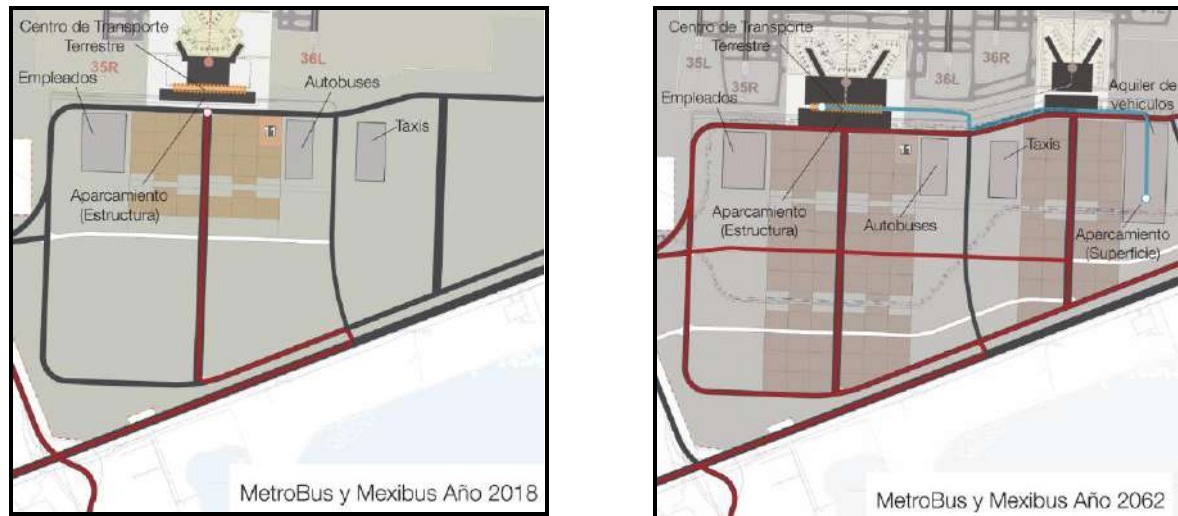 Centro de Transporte
Terrestre
35R
36L
Empleados
Autobuses
Taxis
Aparcamiento
(Estructura)
MetroBus y Mexibus Año 2018
Centro de Transporte
Terrestre
35L
35R
36L
36R
Empleados
Aquiler de
vehiculos
Taxis
Aparcamiento
(Estructura)
Autobuses
Aparcamiento
(Superficie)
MetroBus y Mexibus Año 2062